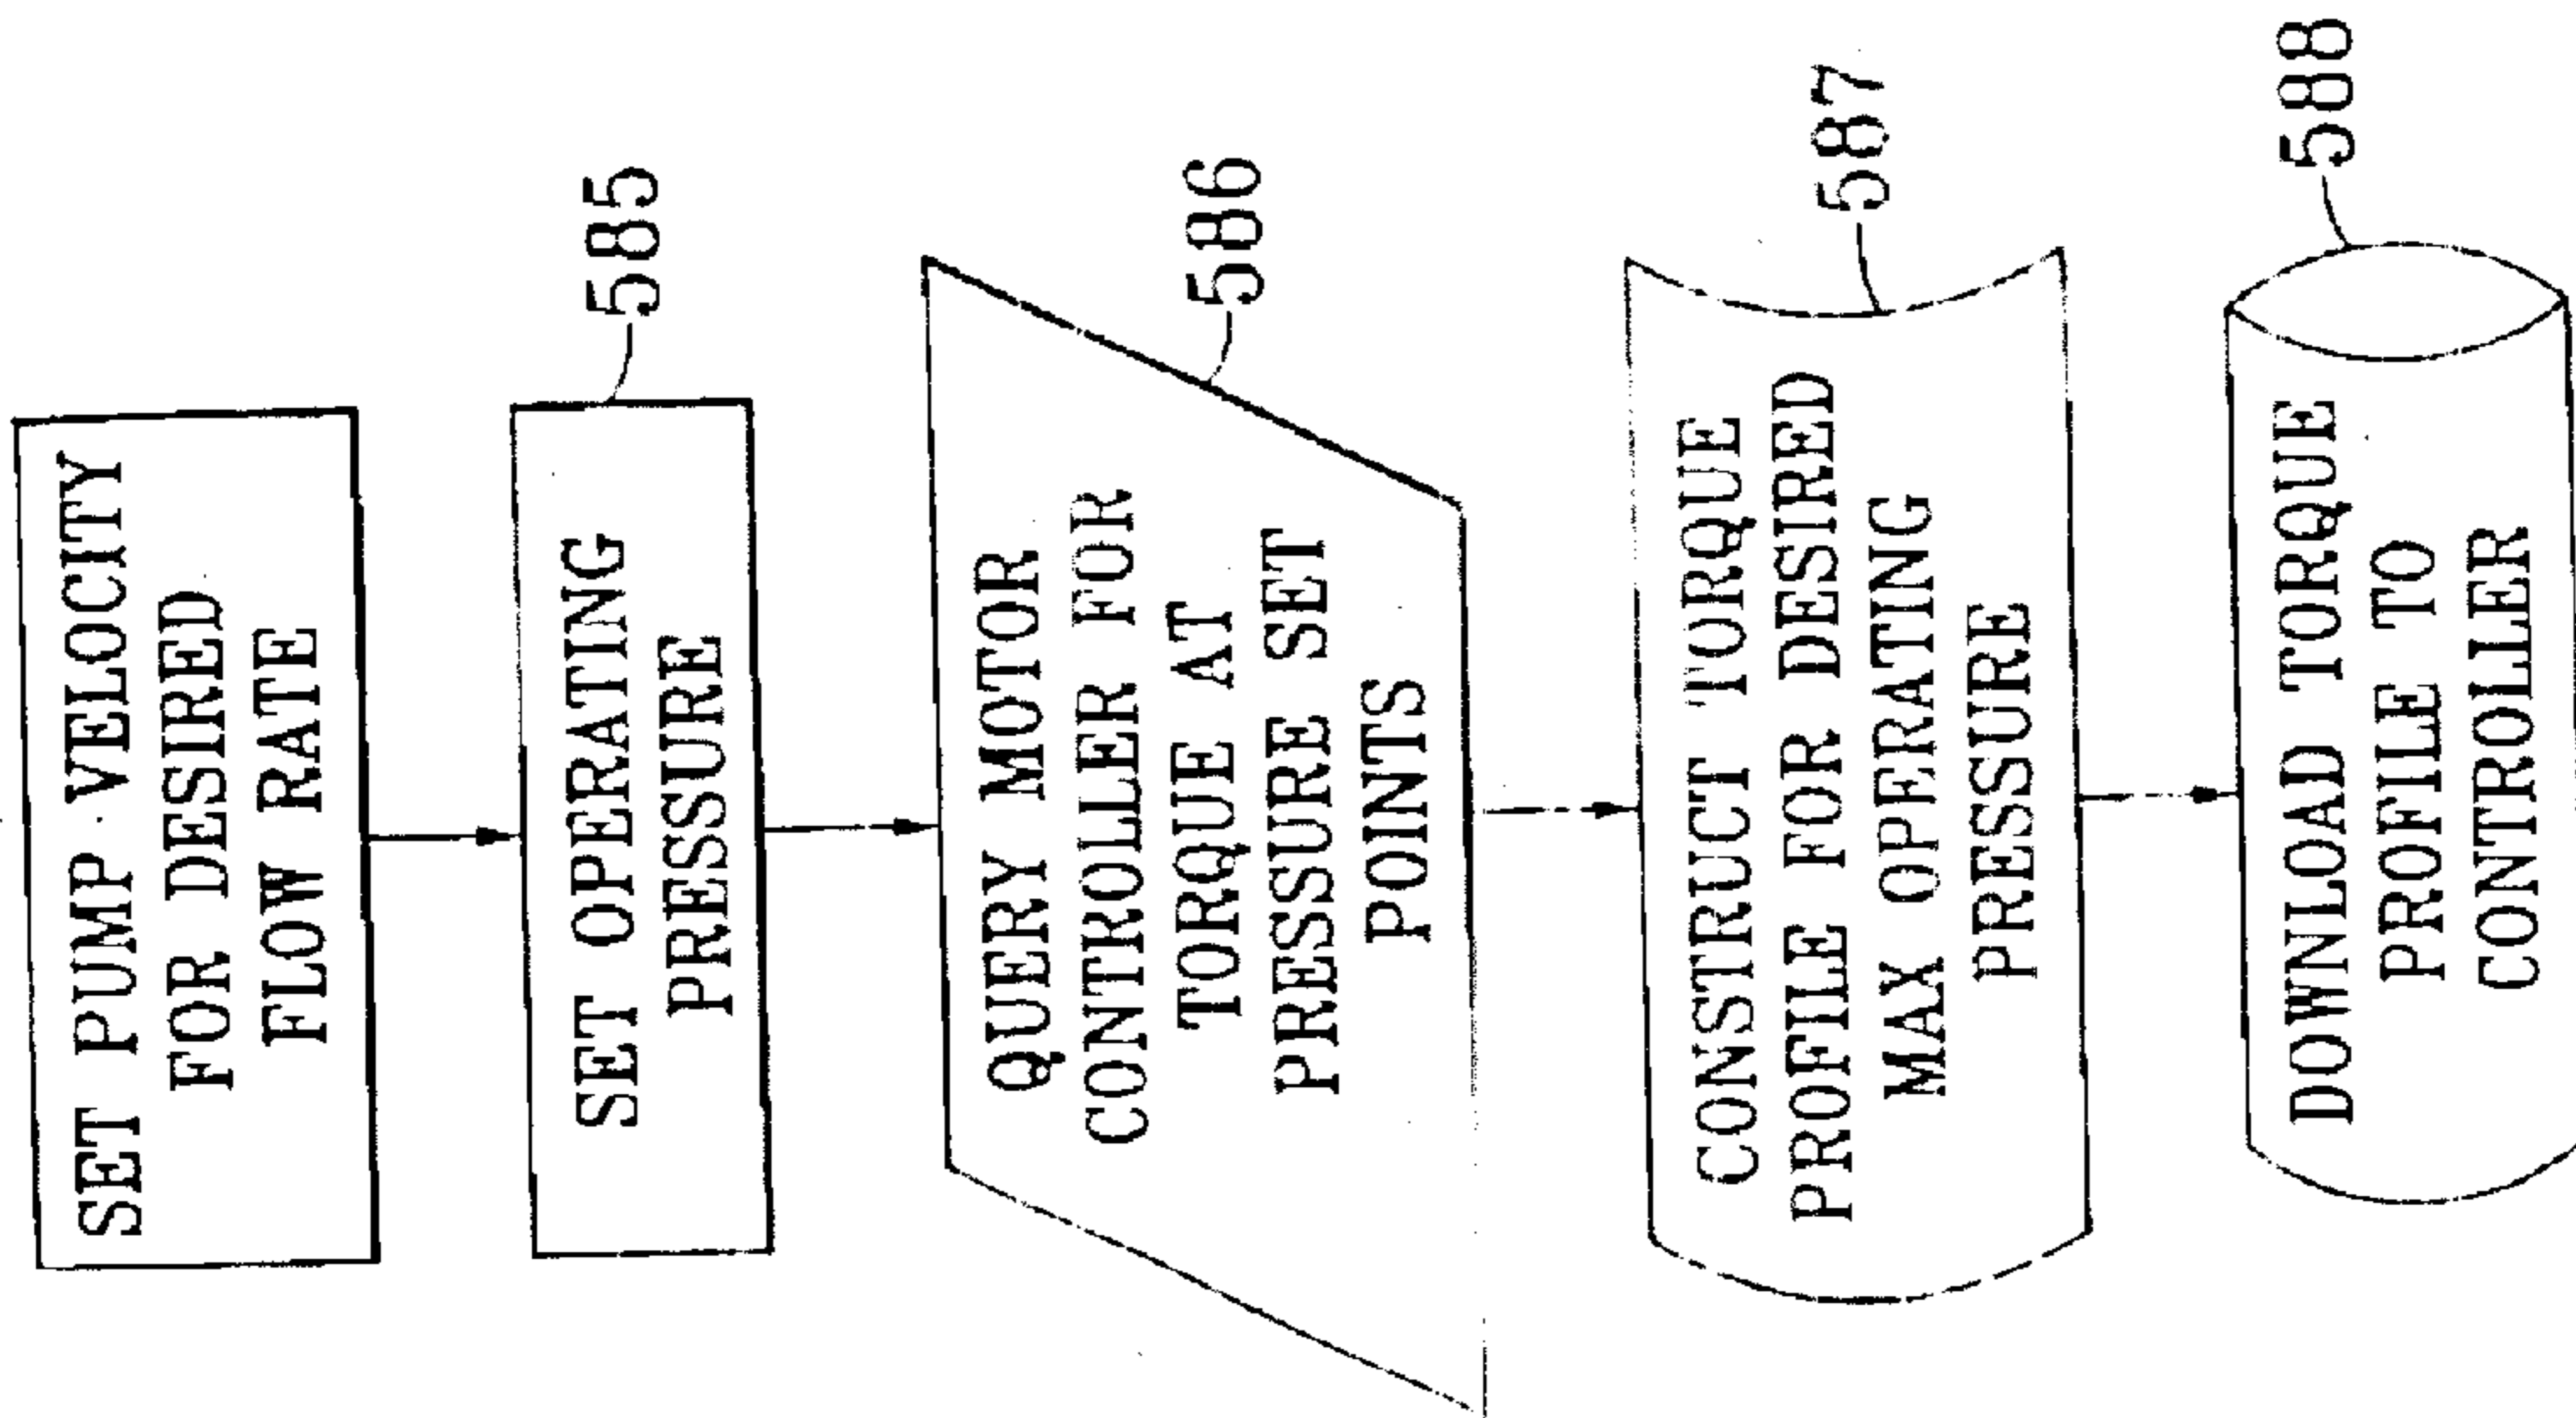 SET PUMP VELOCITY
FOR DESIRED
FLOW RATE
SET OPERATING
PRESSURE
585
QUERY MOTOR
CONTROLLER FOR
TORQUE AT
PRESSURE SET
POINTS
586
CONSTRUCT TORQUE
PROFILE FOR DESIRED
MAX OPERATING
PRESSURE
587
DOWNLOAD TORQUE
PROFILE TO
CONTROLLER
588